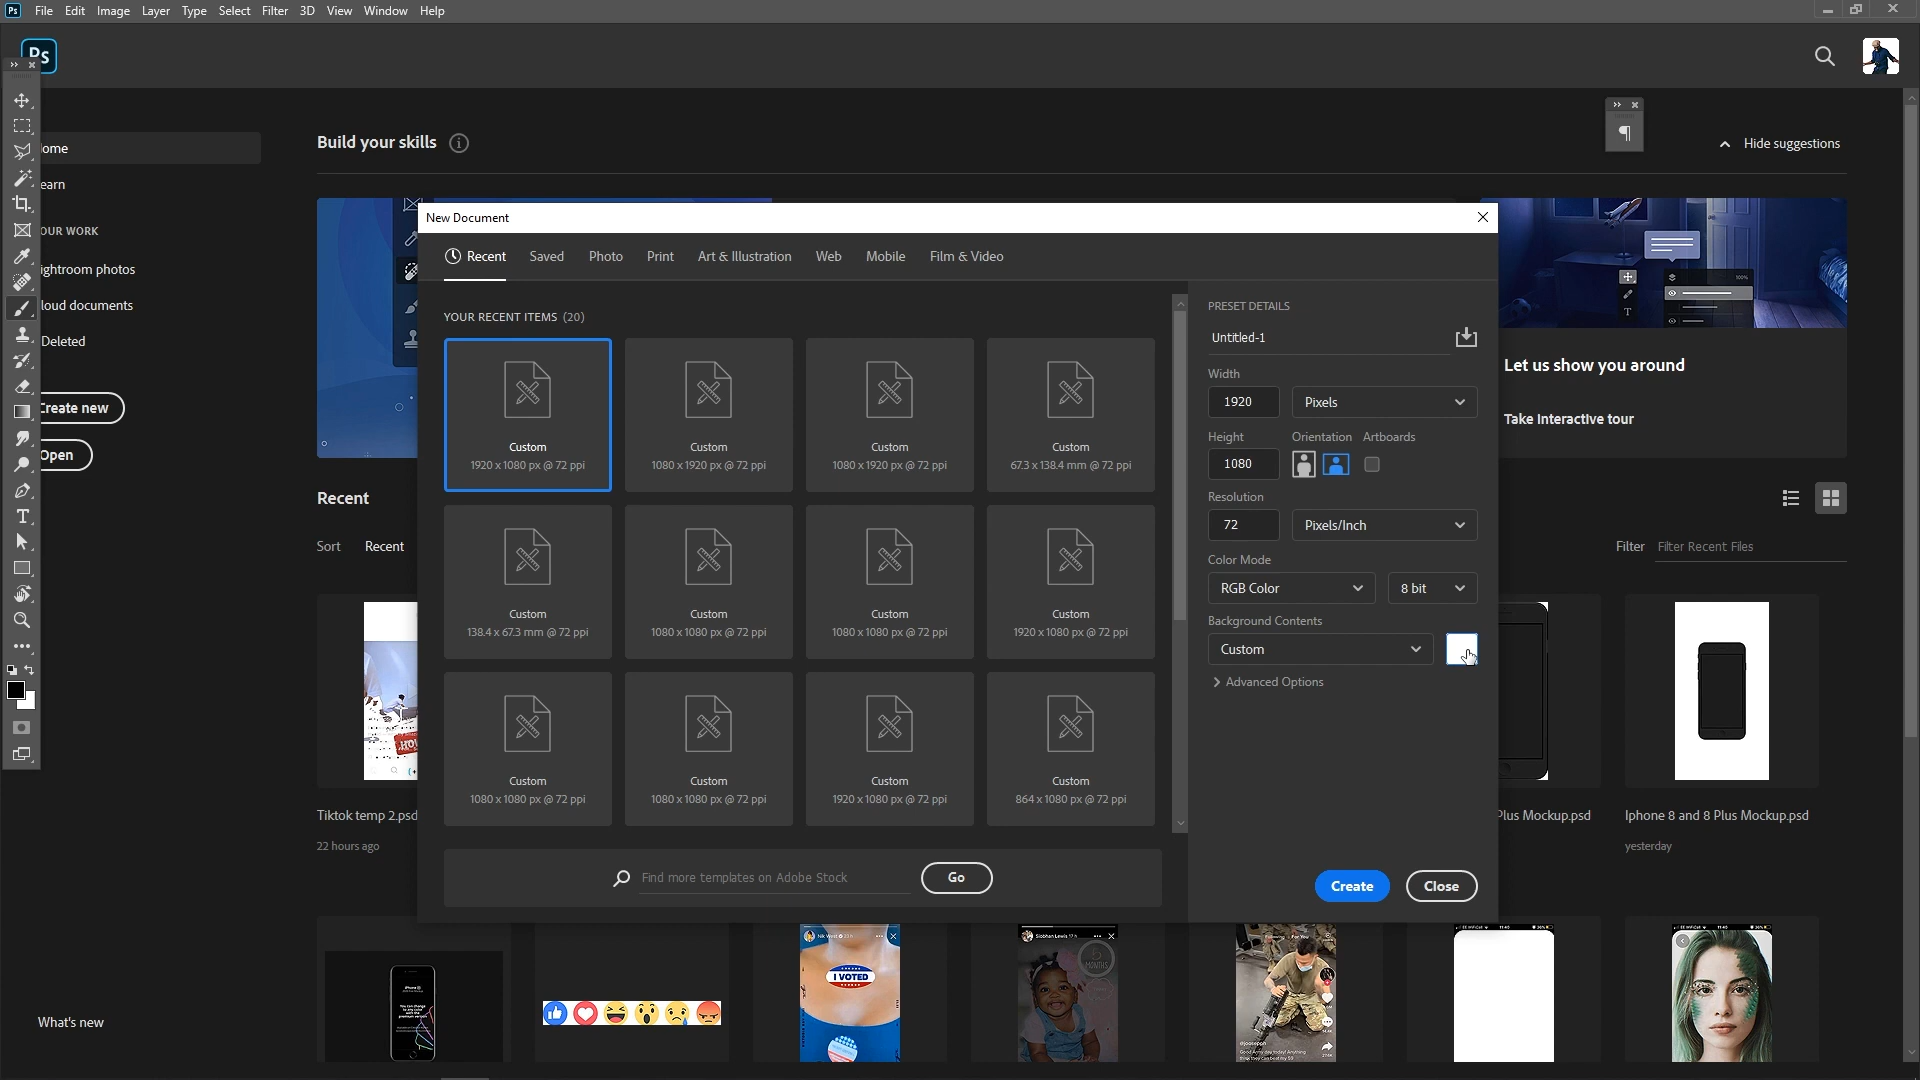 Ps File Edit Image Layer Type Select Filter 3D View Window Help
Ps
ome
earn
OUR WORK
ightroom photos
loud documents
Deleted
Create new
Open
What's new
Build your skills
Hide suggestions
New Document
Recent Saved Photo Print Art & Illustration Web Mobile Film & Video
YOUR RECENT ITEMS (20)
Custom
1920 x 1080 px @ 72 ppi
Custom
1080 x 1920 px @ 72 ppi
Custom
1080 x 1920 px @ 72 ppi
Custom
67.3 x 138.4 mm @ 72 ppi
Custom
138.4 x 67.3 mm @ 72 ppi
Custom
1080 x 1080 px @ 72 ppi
Custom
1080 x 1080 px @ 72 ppi
Custom
1920 x 1080 px @ 72 ppi
Custom
1080 x 1080 px @ 72 ppi
Custom
1080 x 1080 px @ 72 ppi
Custom
1920 x 1080 px @ 72 ppi
Custom
864 x 1080 px @ 72 ppi
Find more templates on Adobe Stock
Go
PRESET DETAILS
Untitled-1
Width
1920 Pixels
Height Orientation Artboards
1080
Resolution
72 Pixels/Inch
Color Mode
RGB Color 8 bit
Background Contents
Custom
Advanced Options
Create Close
Let us show you around
Take interactive tour
Recent
Sort Recent
Filter Filter Recent Files
Tiktok temp 2.psd
22 hours ago
Plus Mockup.psd
Iphone 8 and 8 Plus Mockup.psd
yesterday
I VOTED
Siobhan Lewis 17 h
MONTHS
Following For You